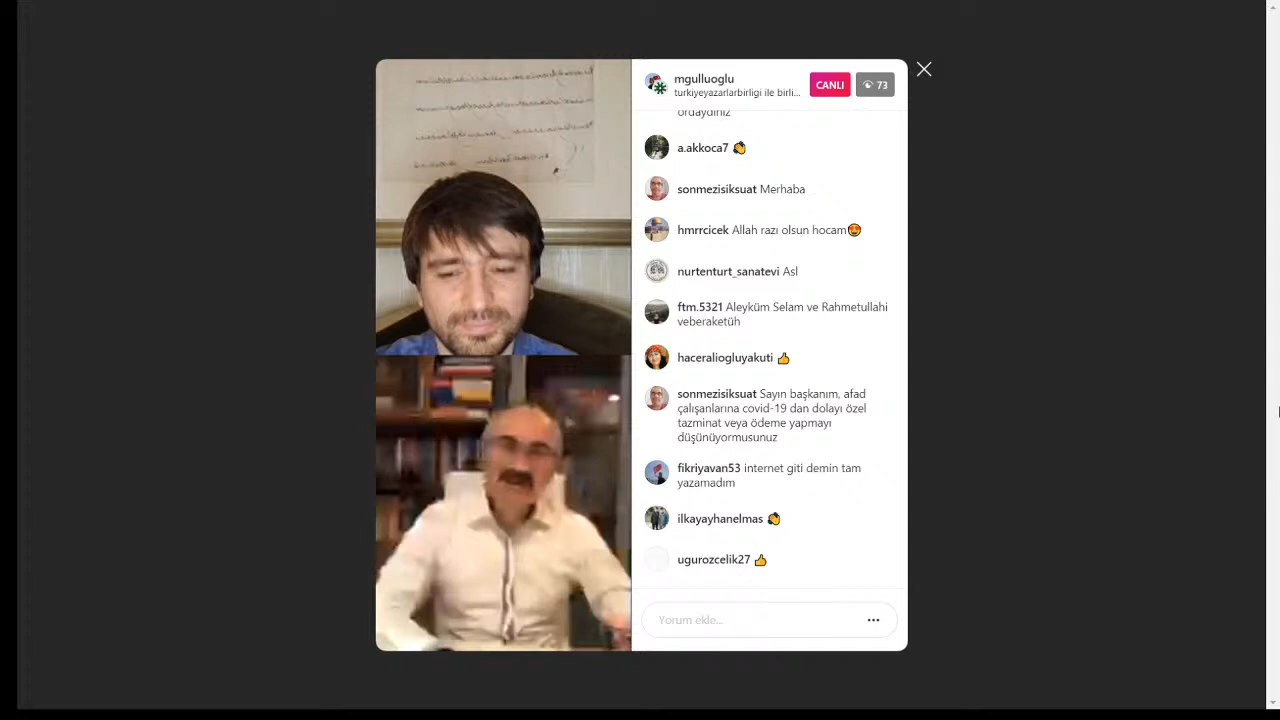 mgulluoglu
turkiyeyazarlarbirligi ile birli...
CANLI
73
ordaydınız
a.akkoca7 👏
sonmezisiksuat Merhaba
hmrrcicek Allah razı olsun hocam😍
nurtenturt_sanatevi Asl
ftm.5321 Aleyküm Selam ve Rahmetullahi
veberaketüh
haceraliogluyakuti 👍
sonmezisiksuat Sayın başkanım, afad
çalışanlarına covid-19 dan dolayı özel
tazminat veya ödeme yapmayı
düşünüyormusunuz
fikriyavan53 internet giti demin tam
yazamadım
ilkayayhanelmas 👏
ugurozcelik27 👍
Yorum ekle...